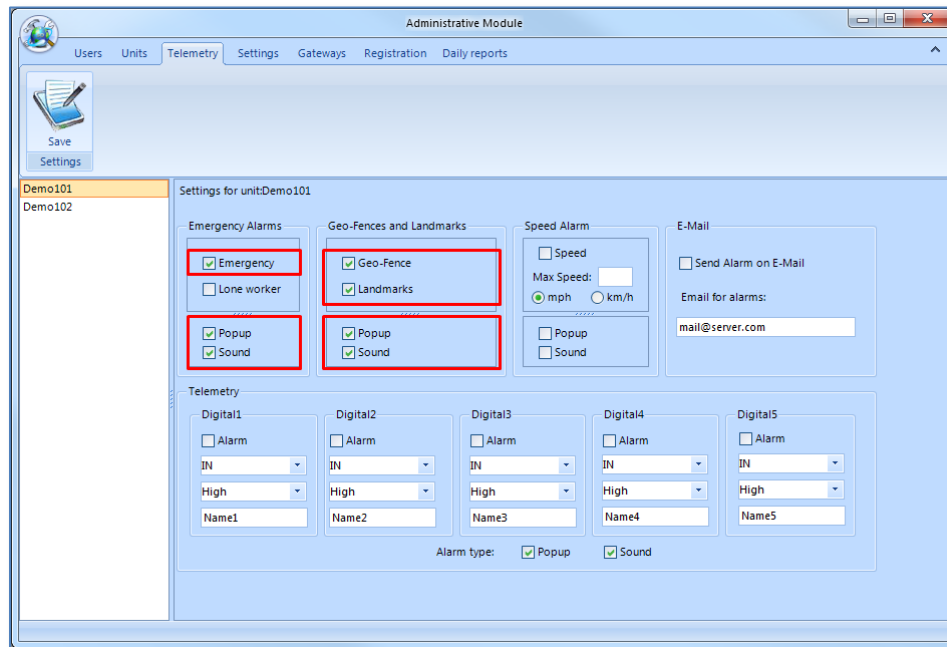 Administrative Module
Users Units Telemetry Settings Gateways Registration Daily reports
Save
Settings
Demo101
Demo102
Settings for unit:Demo101
Emergency Alarms Geo-Fences and Landmarks Speed Alarm E-Mail
Emergency Geo-Fence Speed Send Alarm on E-Mail
Max Speed:
Lone worker Landmarks mph km/h Email for alarms:
Popup Popup Popup mail@server.com
Sound Sound Sound
Telemetry
Digital1 Digital2 Digital3 Digital4 Digital5
Alarm Alarm Alarm Alarm Alarm
IN IN IN IN IN
High High High High High
Name1 Name2 Name3 Name4 Name5
Alarm type: Popup Sound